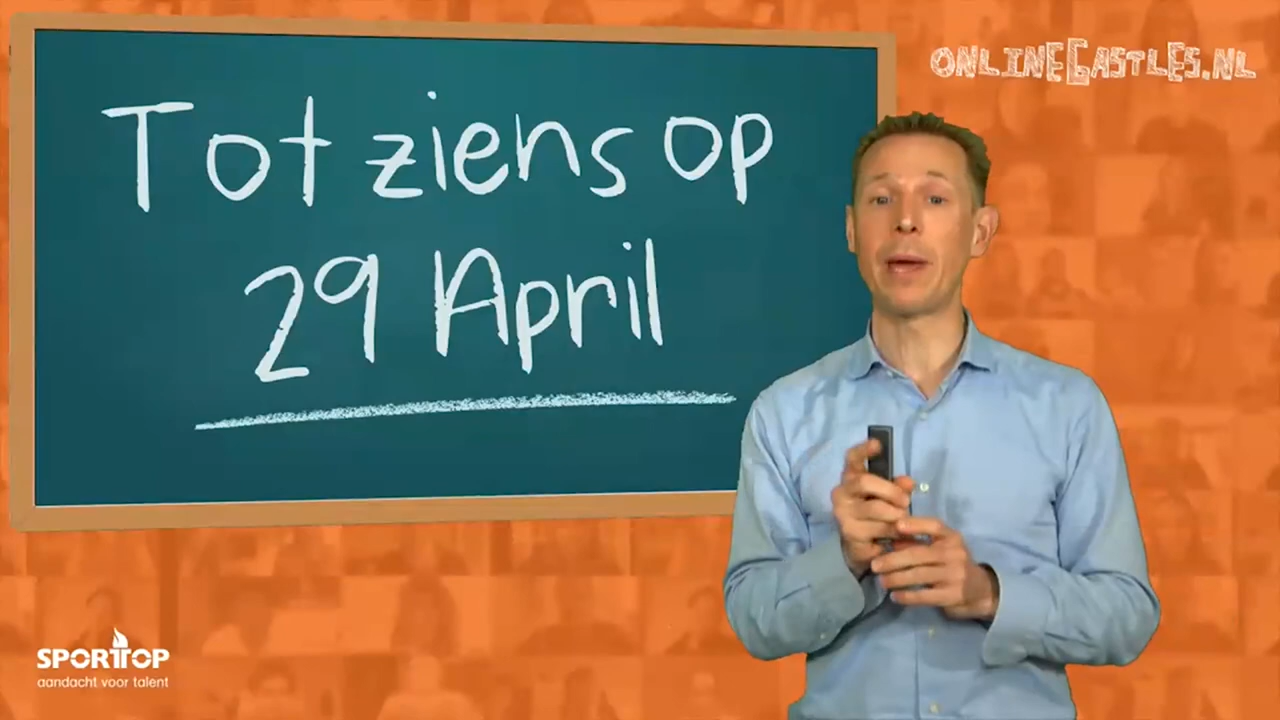 Tot ziens op
29 April
ONLINECASTLES.NL
SPORTTOP
aandacht voor talent